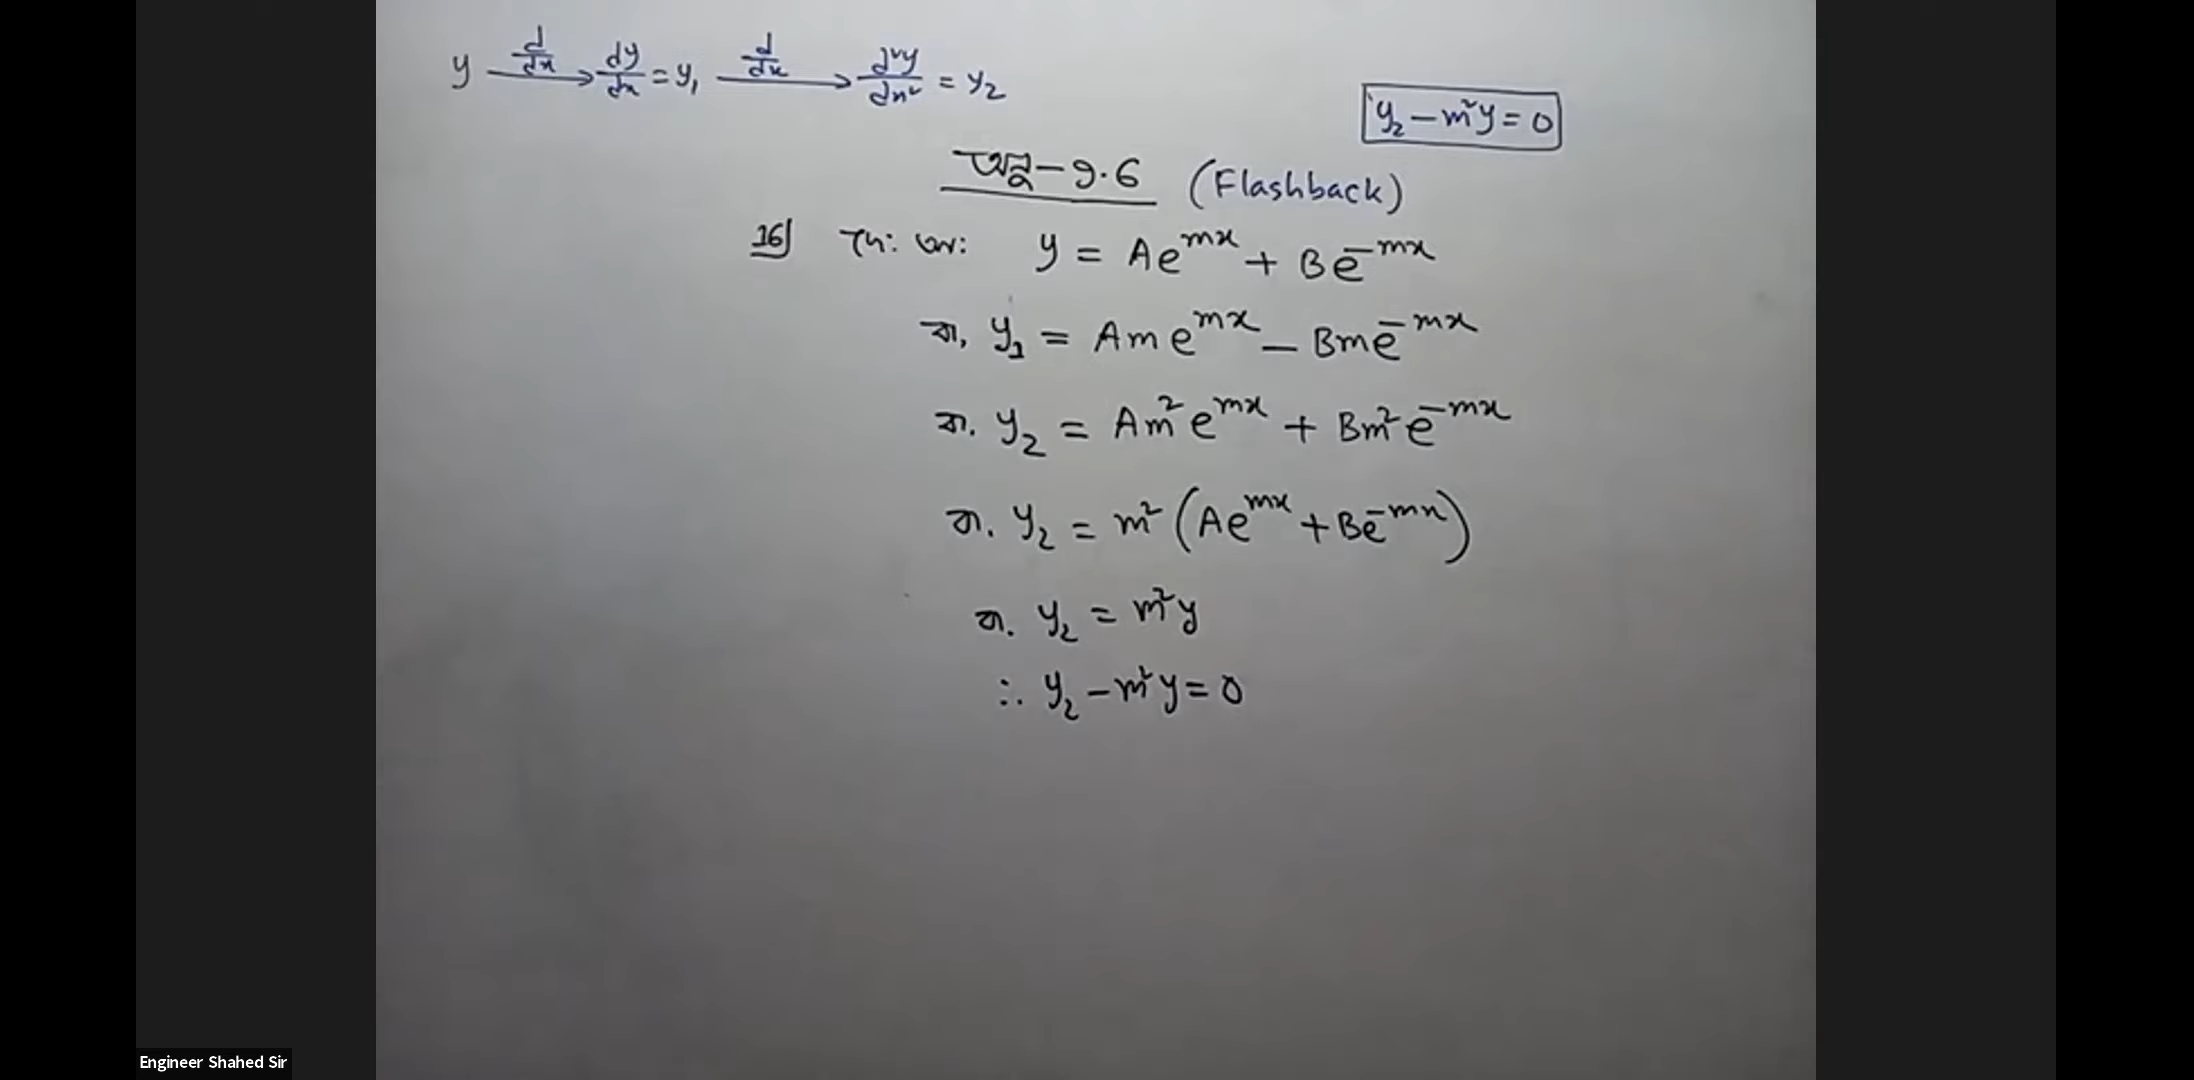 y —d/dx→ dy/dx = y₁ —d/dx→ d²y/dx² = y₂
y₂ – m²y = 0
অনু – 9.6 (Flashback)
16) দে: আ: y = Ae^mx + Be^-mx
বা, y₁ = Ame^mx – Bme^-mx
বা. y₂ = Am²e^mx + Bm²e^-mx
বা. y₂ = m² (Ae^mx + Be^-mx)
বা. y₂ = m²y
∴ y₂ – m²y = 0
Engineer Shahed Sir